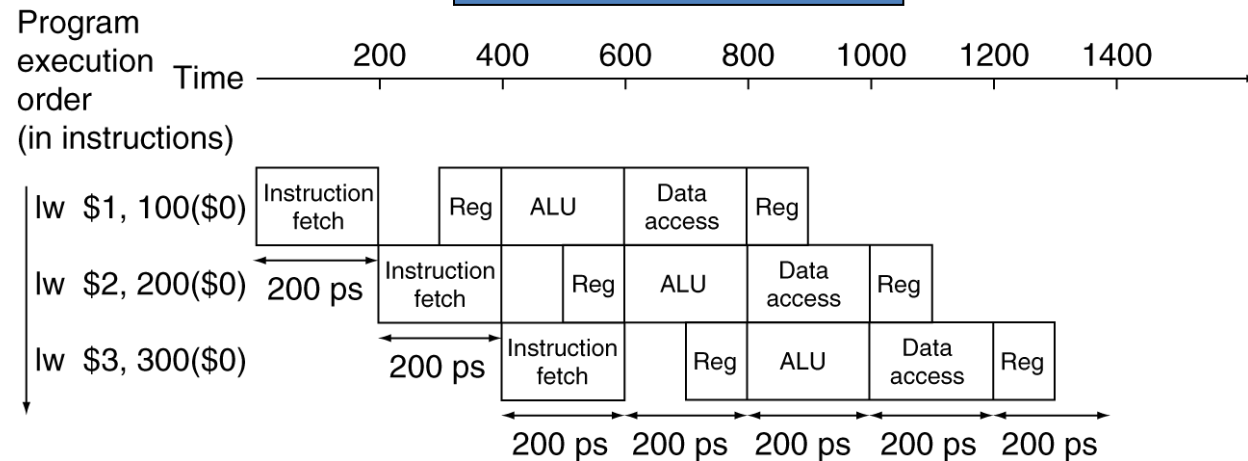 Program
execution
order
(in instructions)
Time
200 400 600 800 1000 1200 1400
lw $1, 100($0)
Instruction
fetch
Reg
ALU
Data
access
Reg
200 ps
lw $2, 200($0)
Instruction
fetch
Reg
ALU
Data
access
Reg
200 ps
lw $3, 300($0)
Instruction
fetch
Reg
ALU
Data
access
Reg
200 ps 200 ps 200 ps 200 ps 200 ps